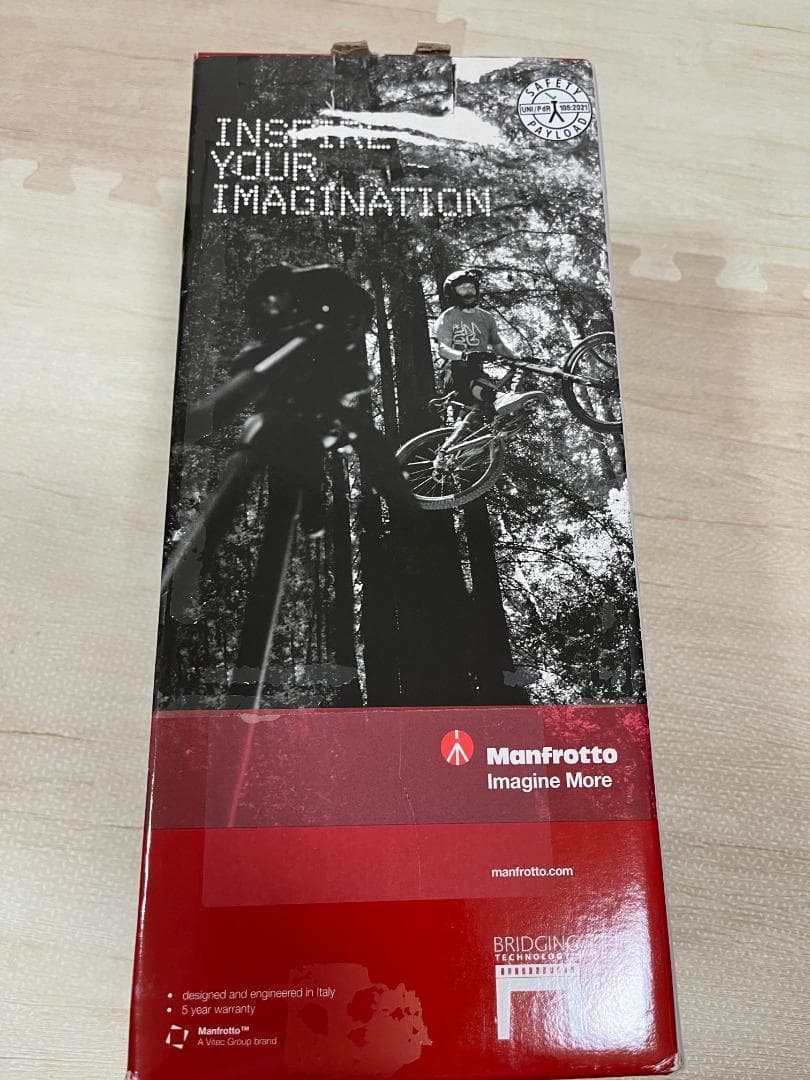 SAFETY
UNI/PdR 105:2021
PAYLOAD
INSPIRE
YOUR
IMAGINATION
Manfrotto
Imagine More
manfrotto.com
BRIDGING
TECHNOLOGY
• designed and engineered in Italy
• 5 year warranty
Manfrotto™
A Vitec Group brand